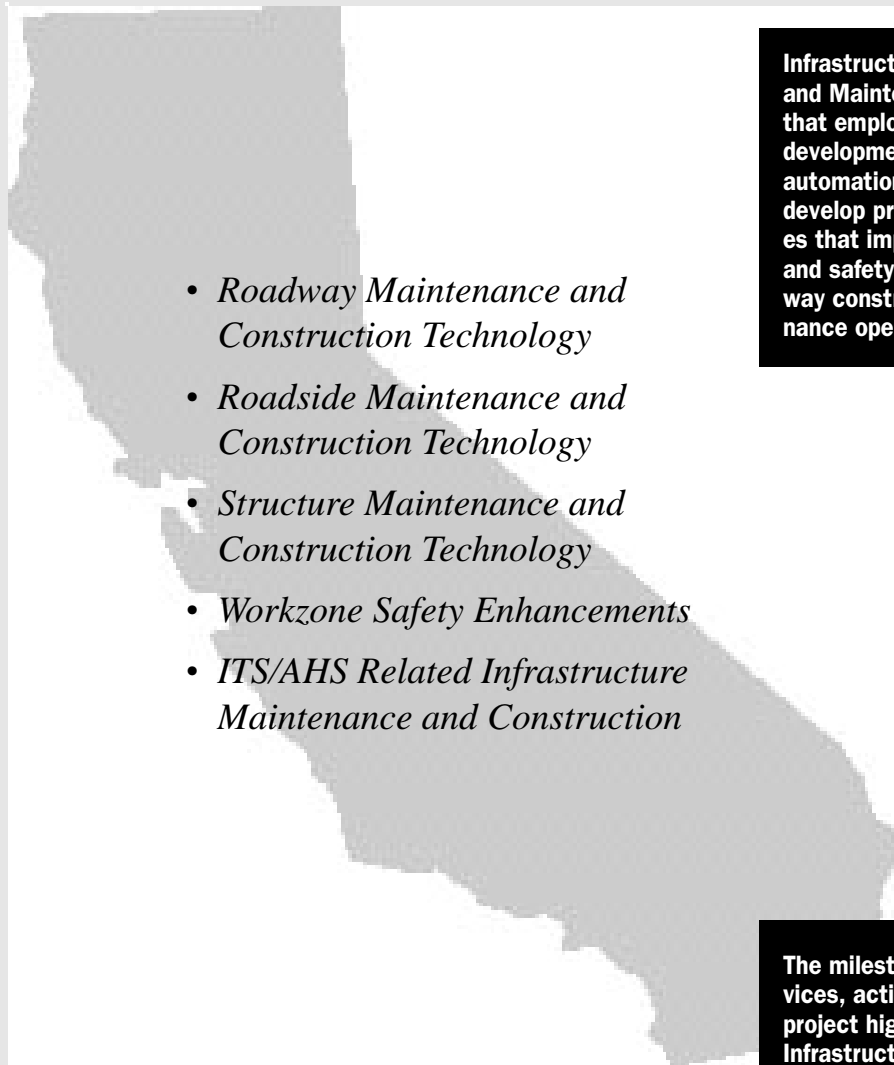 • Roadway Maintenance and
Construction Technology
• Roadside Maintenance and
Construction Technology
• Structure Maintenance and
Construction Technology
• Workzone Safety Enhancements
• ITS/AHS Related Infrastructure
Maintenance and Construction
Infrastruct
and Mainte
that emplo
developme
automation
develop pr
es that im
and safety
way const
nance ope
The milest
vices, acti
project hig
Infrastruct